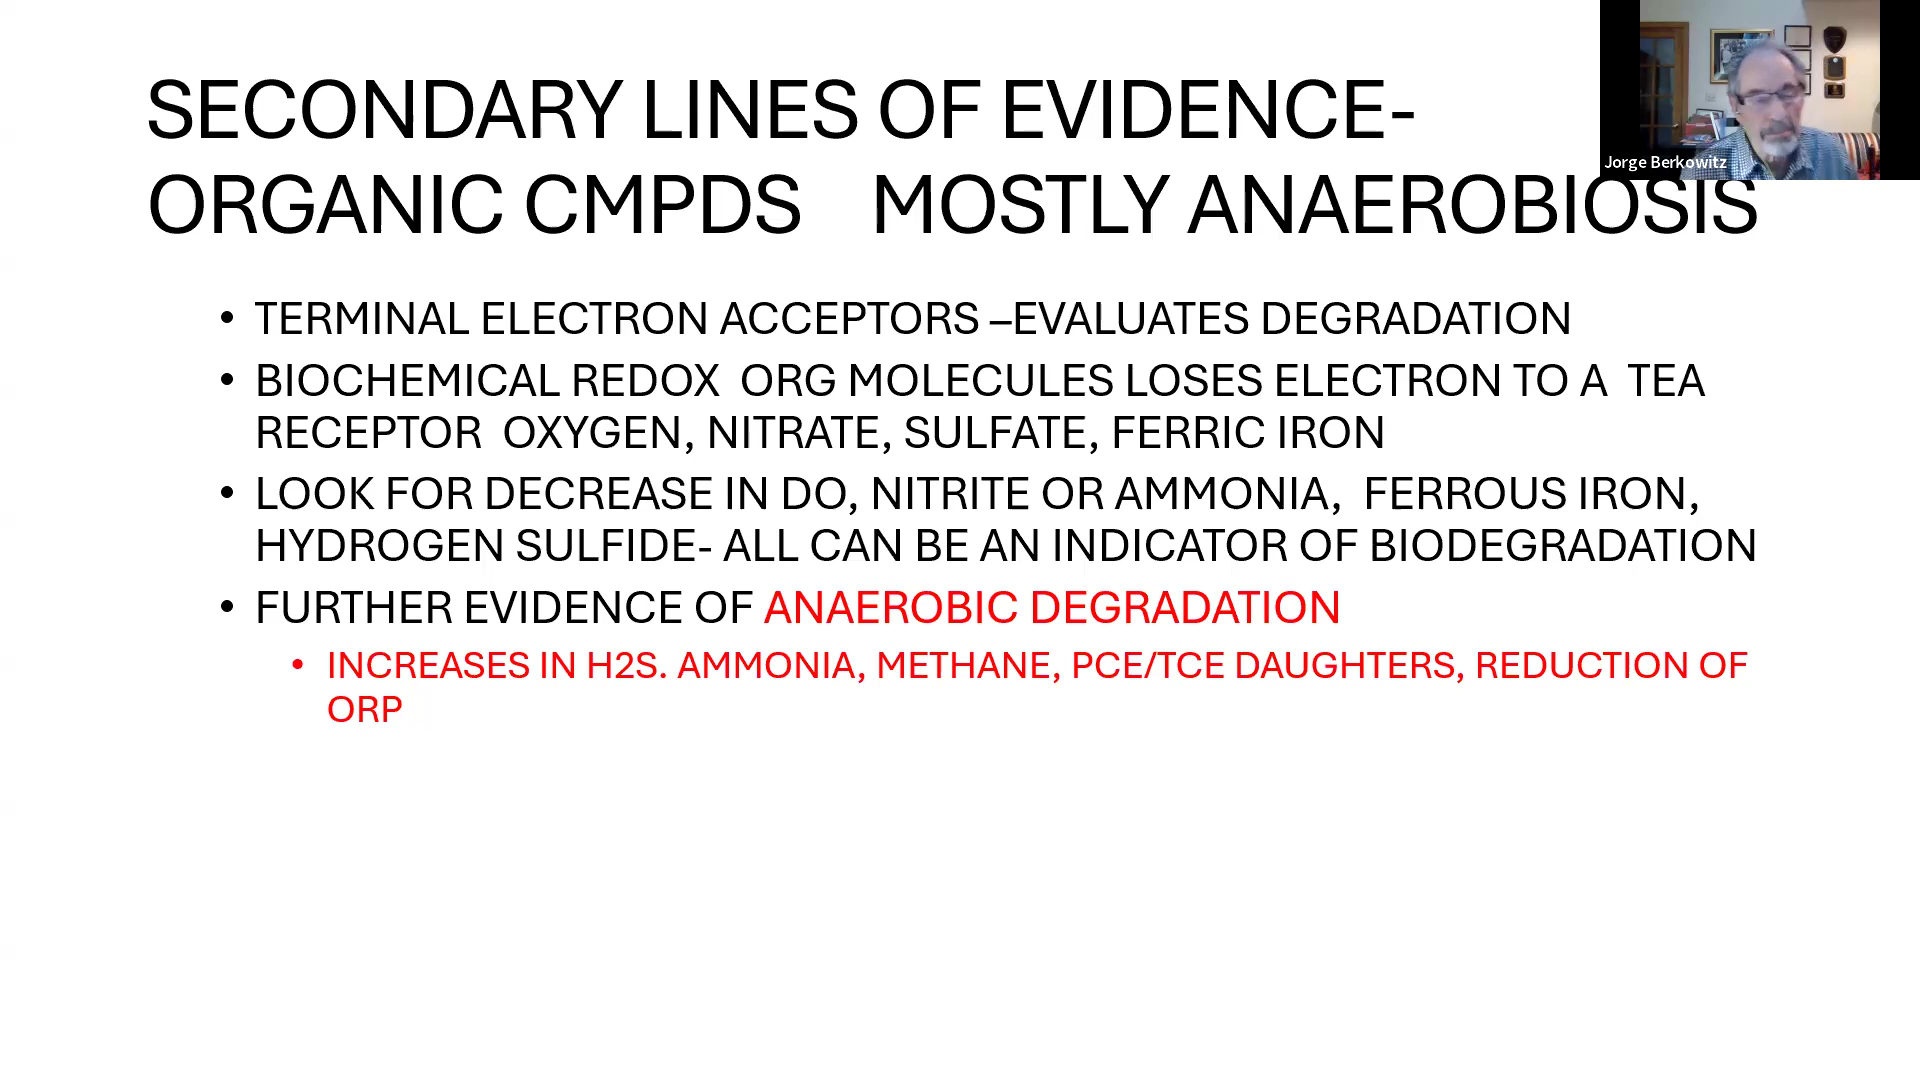 SECONDARY LINES OF EVIDENCE-
ORGANIC CMPDS MOSTLY ANAEROBIOSIS
Jorge Berkowitz
• TERMINAL ELECTRON ACCEPTORS –EVALUATES DEGRADATION
• BIOCHEMICAL REDOX ORG MOLECULES LOSES ELECTRON TO A TEA
RECEPTOR OXYGEN, NITRATE, SULFATE, FERRIC IRON
• LOOK FOR DECREASE IN DO, NITRITE OR AMMONIA, FERROUS IRON,
HYDROGEN SULFIDE- ALL CAN BE AN INDICATOR OF BIODEGRADATION
• FURTHER EVIDENCE OF ANAEROBIC DEGRADATION
• INCREASES IN H2S. AMMONIA, METHANE, PCE/TCE DAUGHTERS, REDUCTION OF
ORP